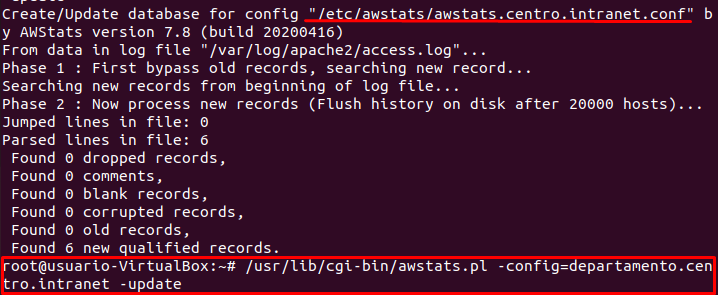 Create/Update database for config "/etc/awstats/awstats.centro.intranet.conf" b
y AWStats version 7.8 (build 20200416)
From data in log file "/var/log/apache2/access.log"...
Phase 1 : First bypass old records, searching new record...
Searching new records from beginning of log file...
Phase 2 : Now process new records (Flush history on disk after 20000 hosts)...
Jumped lines in file: 0
Parsed lines in file: 6
 Found 0 dropped records,
 Found 0 comments,
 Found 0 blank records,
 Found 0 corrupted records,
 Found 0 old records,
 Found 6 new qualified records.
root@usuario-VirtualBox:~# /usr/lib/cgi-bin/awstats.pl -config=departamento.cen
tro.intranet -update